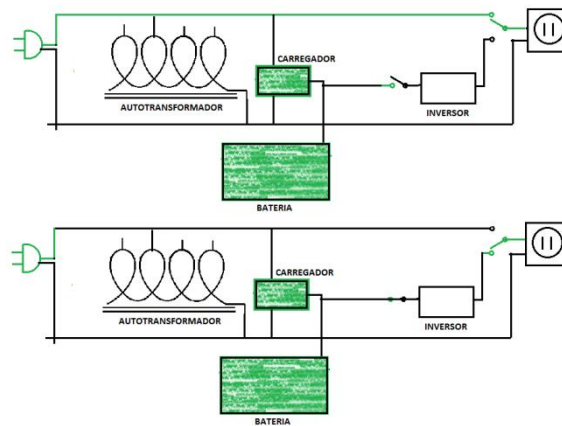 CARREGADOR
AUTOTRANSFORMADOR
INVERSOR
BATERIA
CARREGADOR
AUTOTRANSFORMADOR
INVERSOR
BATERIA